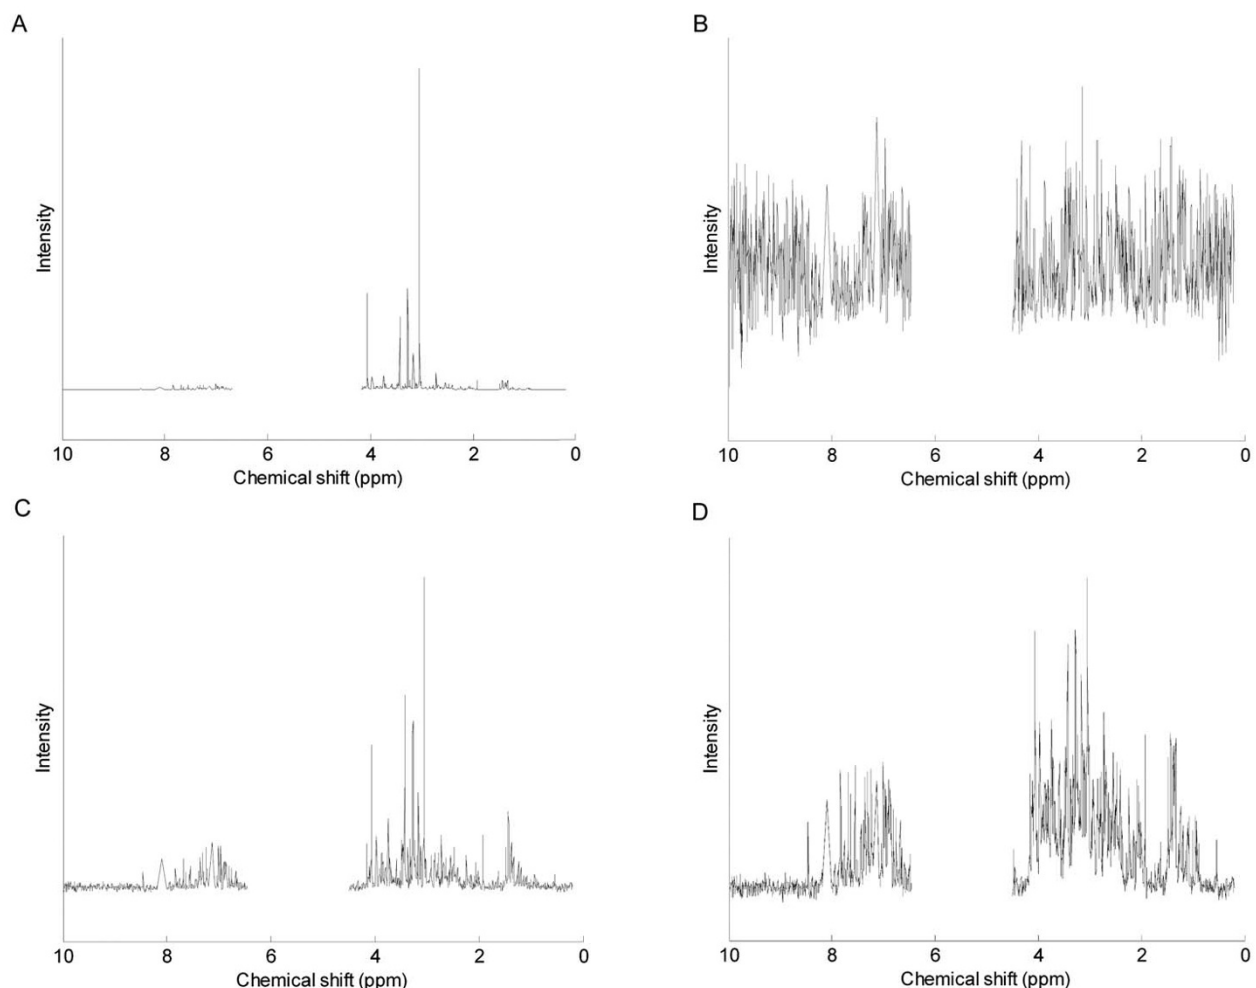 A
Intensity
10 8 6 4 2 0
Chemical shift (ppm)
B
Intensity
10 8 6 4 2 0
Chemical shift (ppm)
C
Intensity
10 8 6 4 2 0
Chemical shift (ppm)
D
Intensity
10 8 6 4 2 0
Chemical shift (ppm)